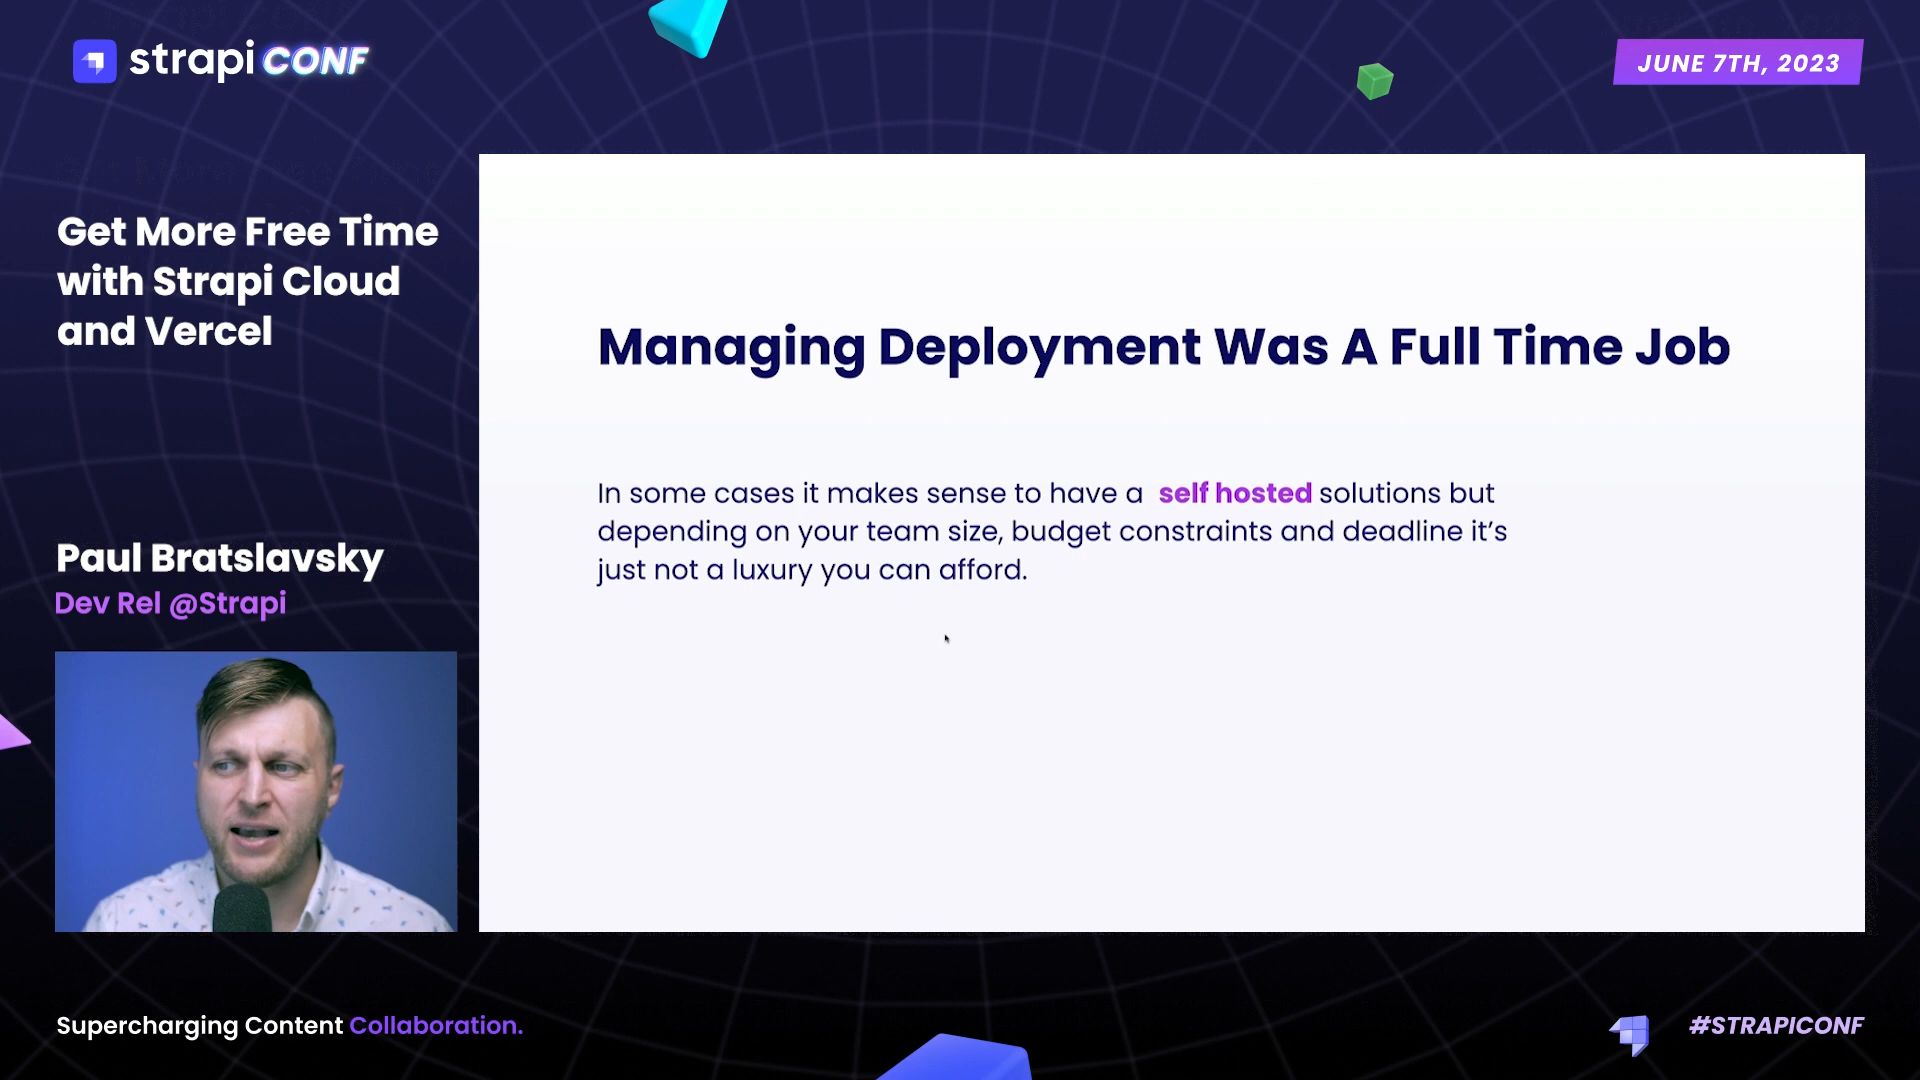 strapi CONF
JUNE 7TH, 2023
Get More Free Time
with Strapi Cloud
and Vercel
Managing Deployment Was A Full Time Job
In some cases it makes sense to have a self hosted solutions but
depending on your team size, budget constraints and deadline it’s
just not a luxury you can afford.
Paul Bratslavsky
Dev Rel @Strapi
Supercharging Content Collaboration.
#STRAPICONF